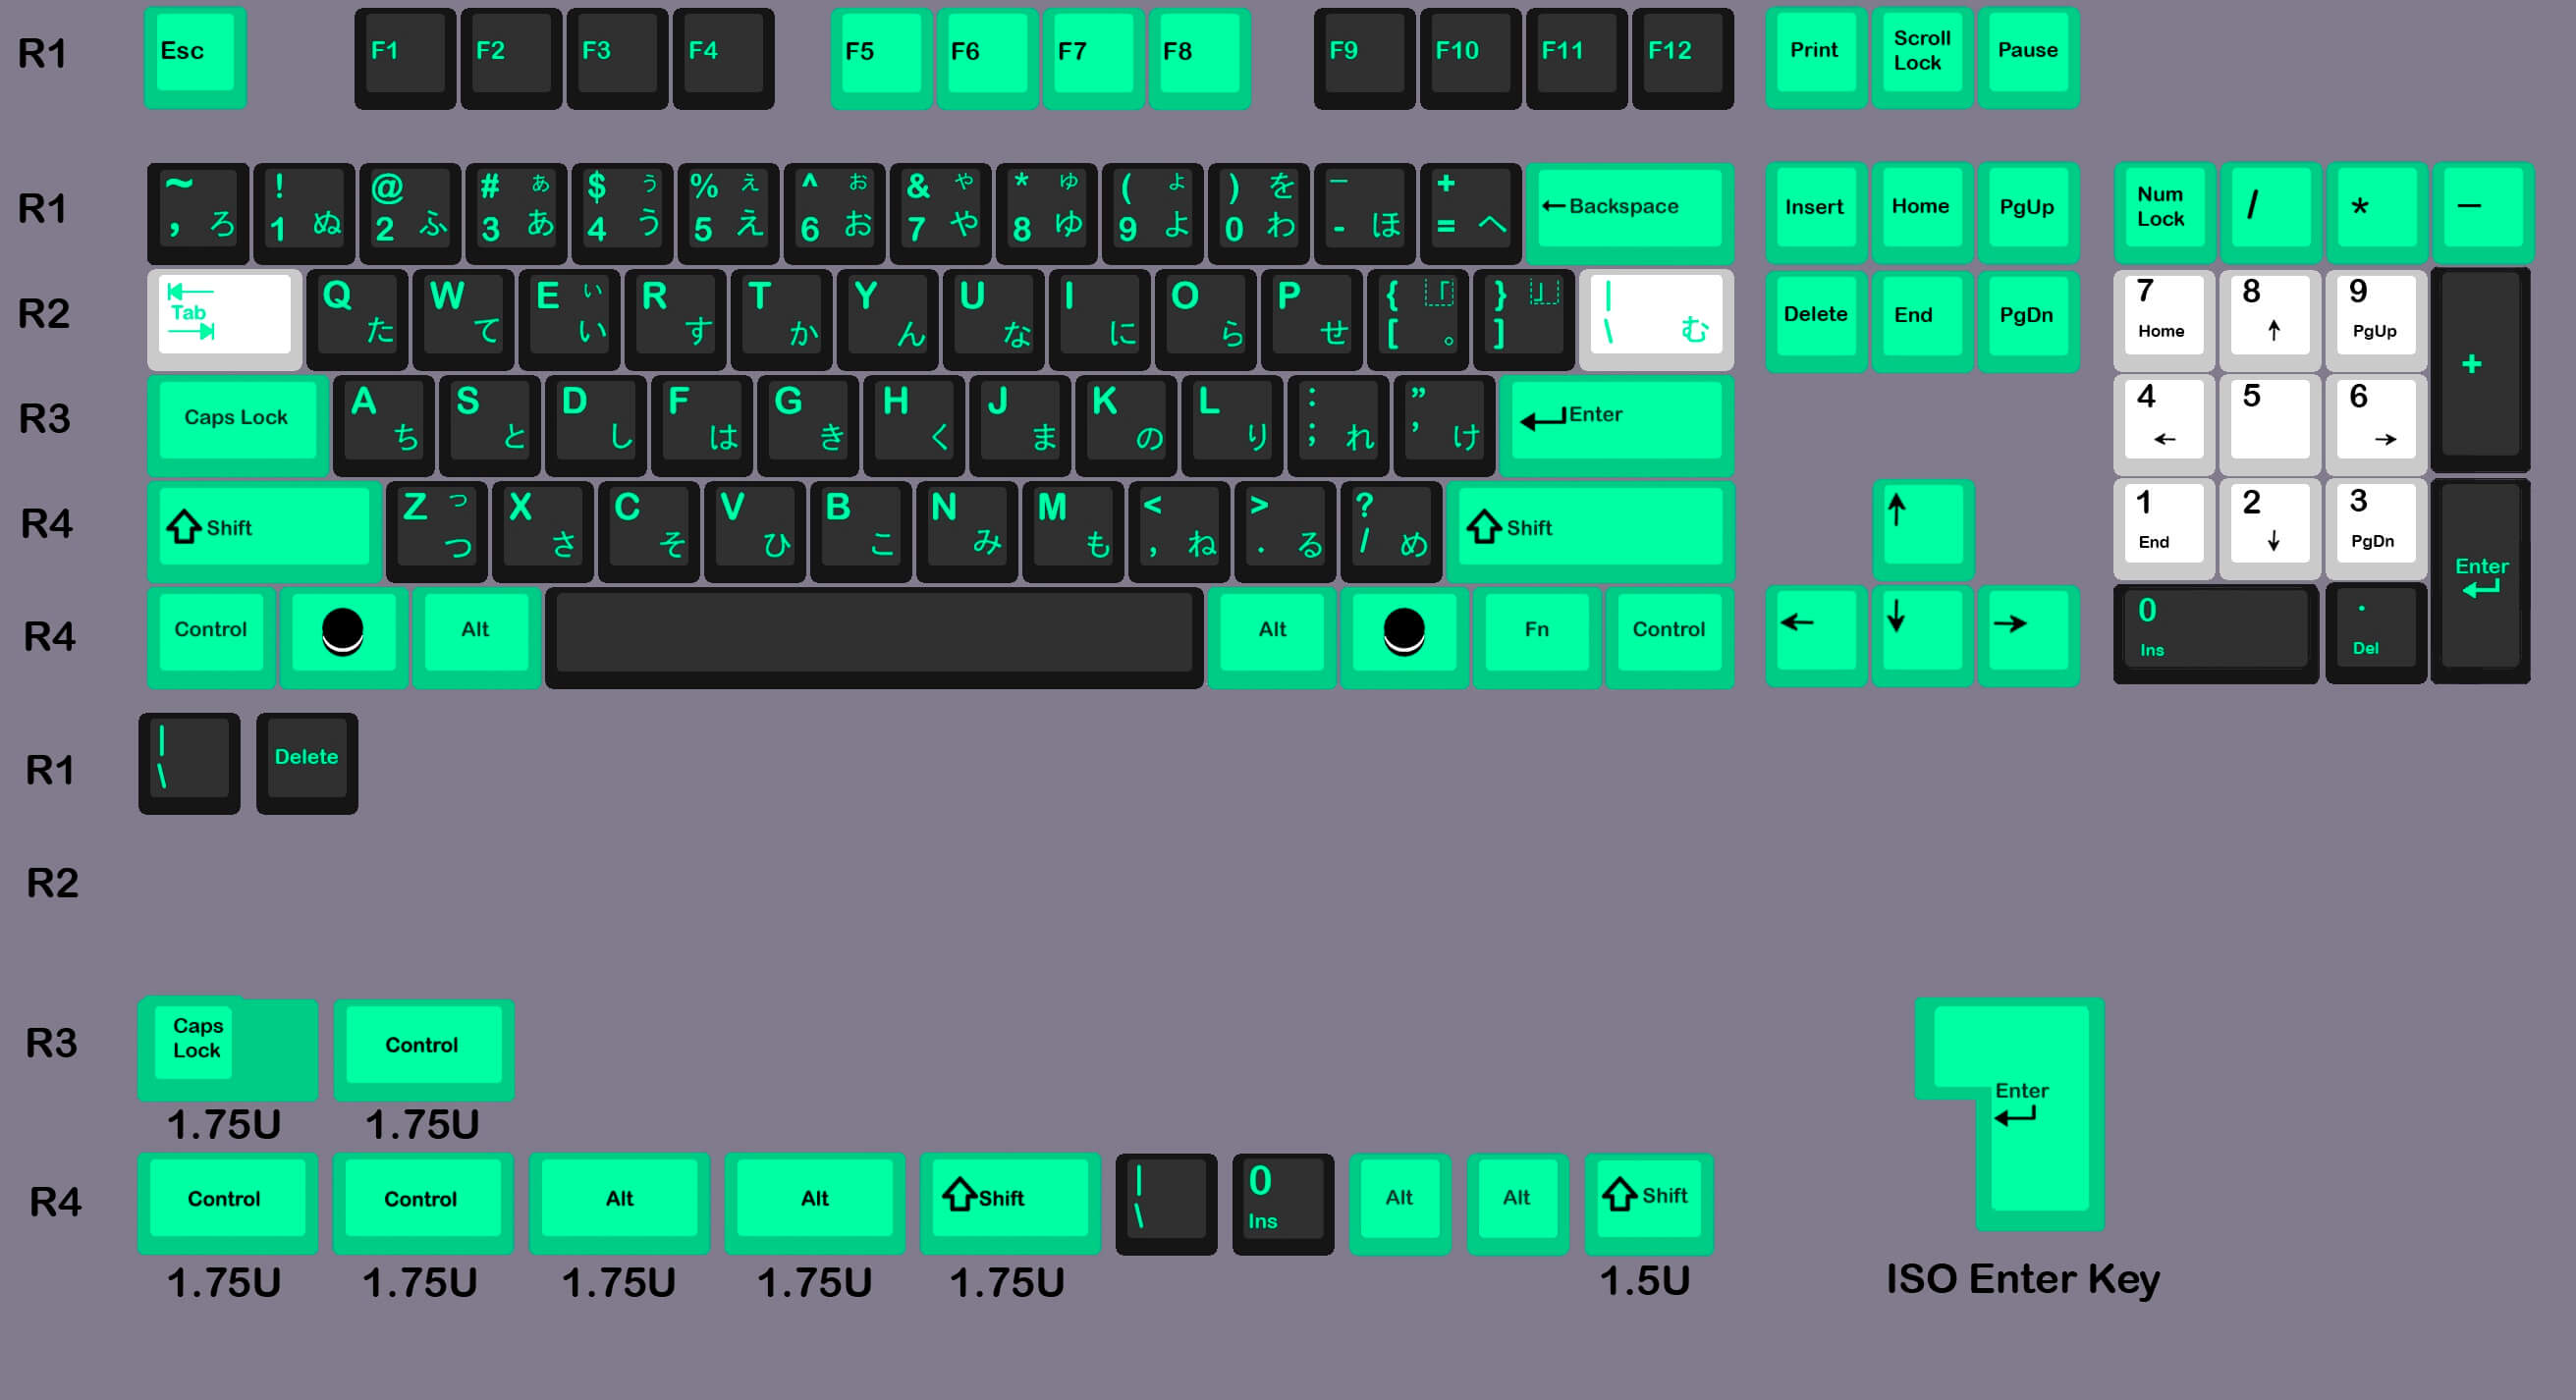 R1 Esc F1 F2 F3 F4 F5 F6 F7 F8 F9 F10 F11 F12 Print Scroll Lock Pause
R1 ~ , ろ ! 1 ぬ @ 2 ふ # ぁ 3 あ $ ぅ 4 う % ぇ 5 え ^ ぉ 6 お & ゃ 7 や * ゅ 8 ゆ ( ょ 9 よ ) を 0 わ — - ほ + = へ ←Backspace Insert Home PgUp Num Lock / * —
R2 Tab Q た W て E ぃ い R す T か Y ん U な I に O ら P せ { 「 [ 。 } 」 ] | \ む Delete End PgDn 7 Home 8 ↑ 9 PgUp +
R3 Caps Lock A ち S と D し F は G き H く J ま K の L り : ; れ ” ’ け Enter 4 ← 5 6 →
R4 Shift Z っ つ X さ C そ V ひ B こ N み M も < , ね > . る ? / め Shift ↑ 1 End 2 ↓ 3 PgDn Enter
R4 Control Alt Alt Fn Control ← ↓ → 0 Ins . Del
R1 | \ Delete
R2
R3 Caps Lock Control Enter
1.75U 1.75U
R4 Control Control Alt Alt Shift | \ 0 Ins Alt Alt Shift
1.75U 1.75U 1.75U 1.75U 1.75U 1.5U ISO Enter Key